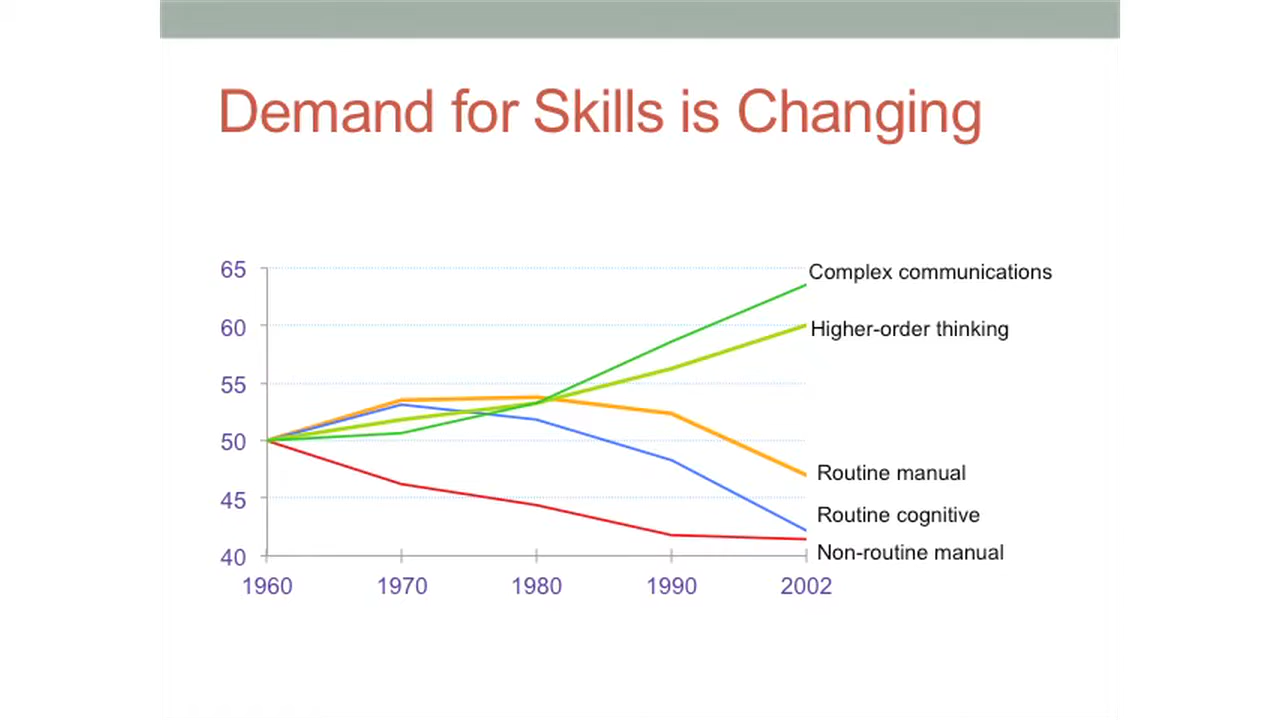 Demand for Skills is Changing
65
Complex communications
60
Higher-order thinking
55
50
45
Routine manual
Routine cognitive
Non-routine manual
40
1960 1970 1980 1990 2002